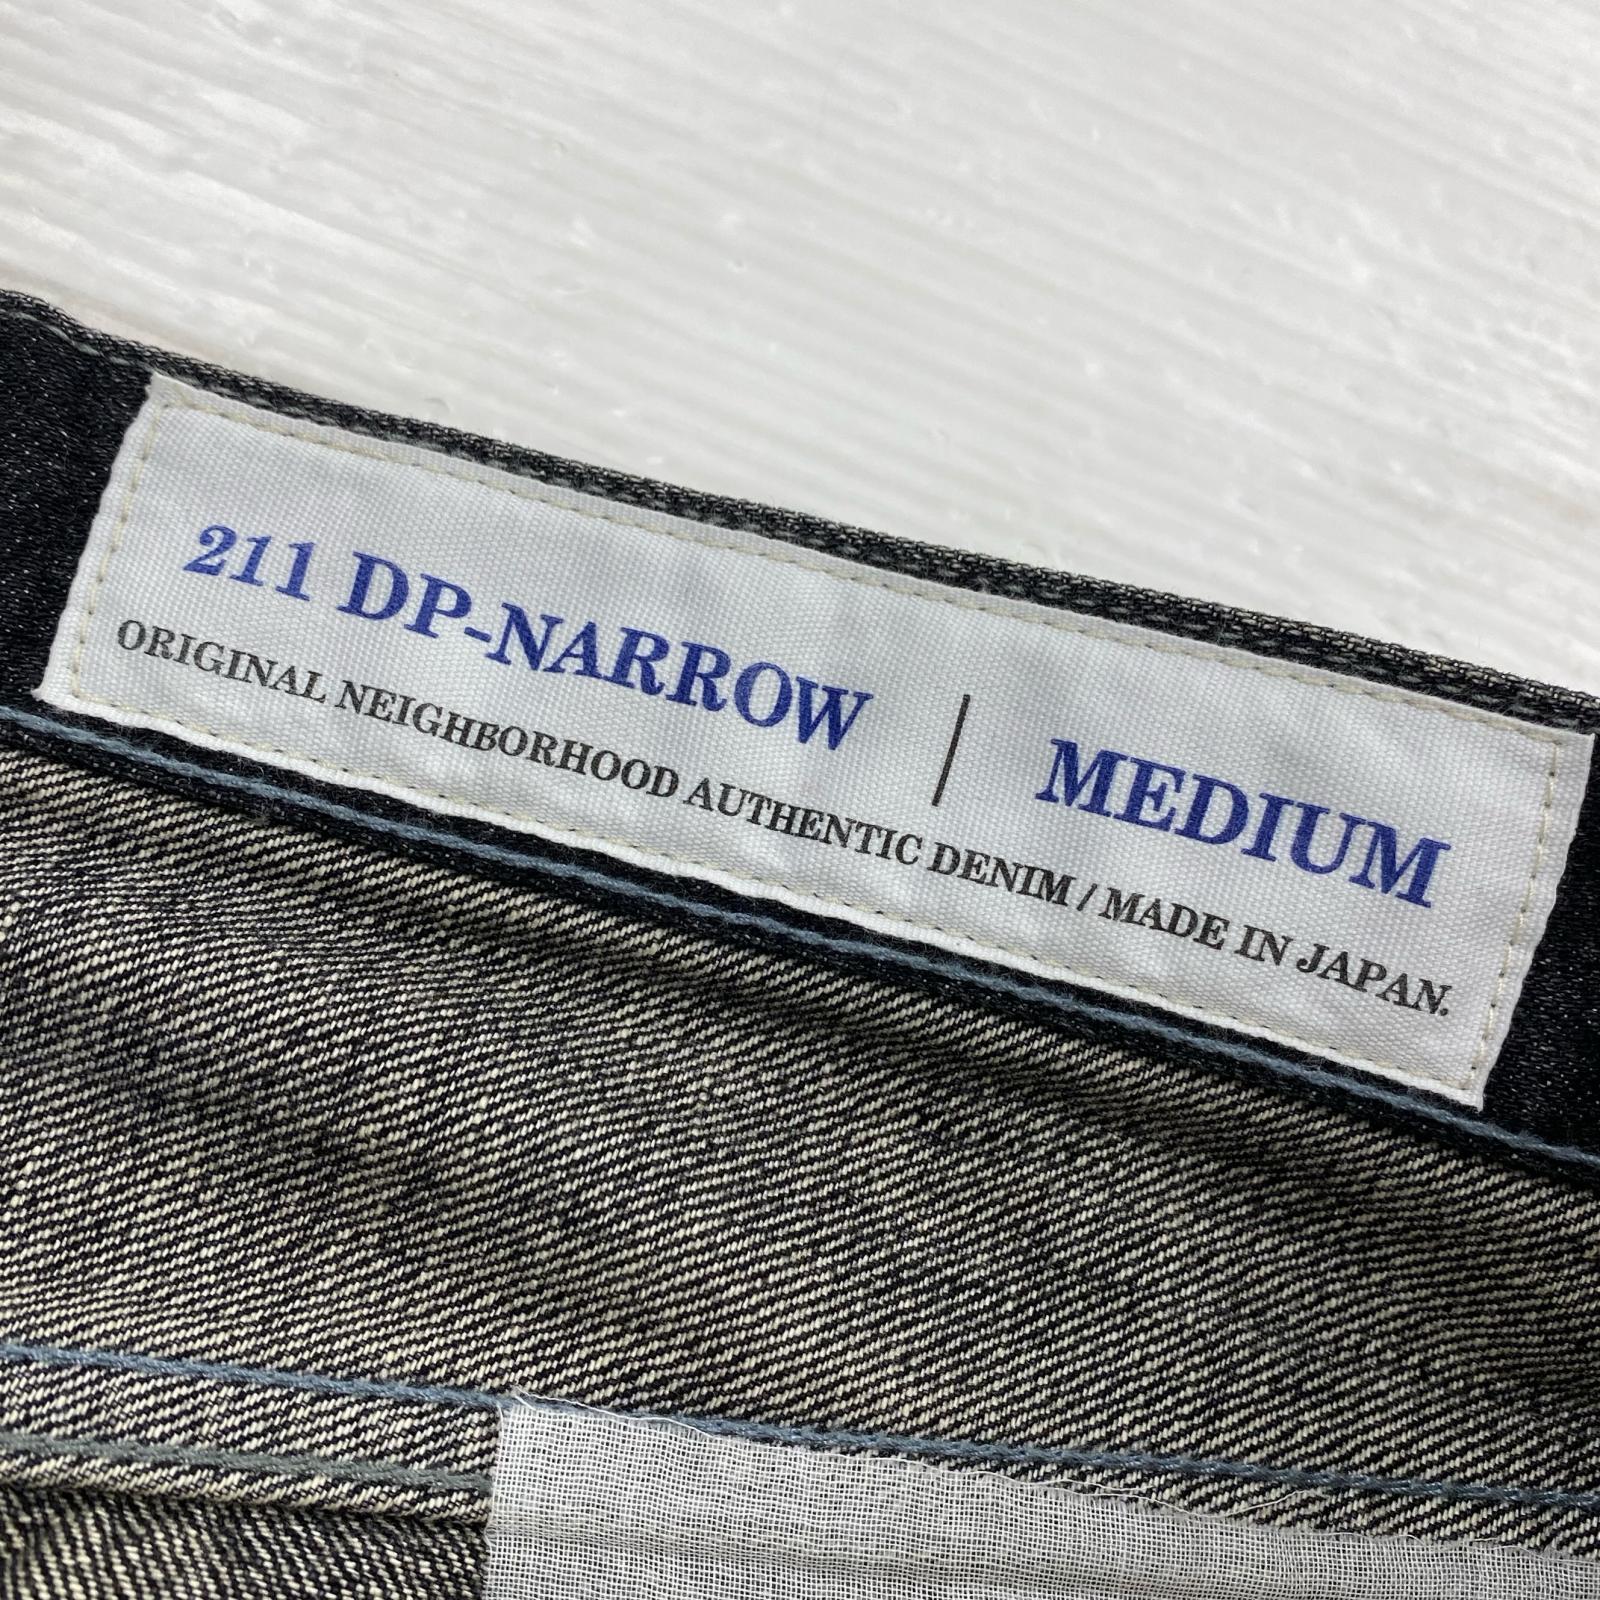 211 DP-NARROW | MEDIUM
ORIGINAL NEIGHBORHOOD AUTHENTIC DENIM / MADE IN JAPAN.